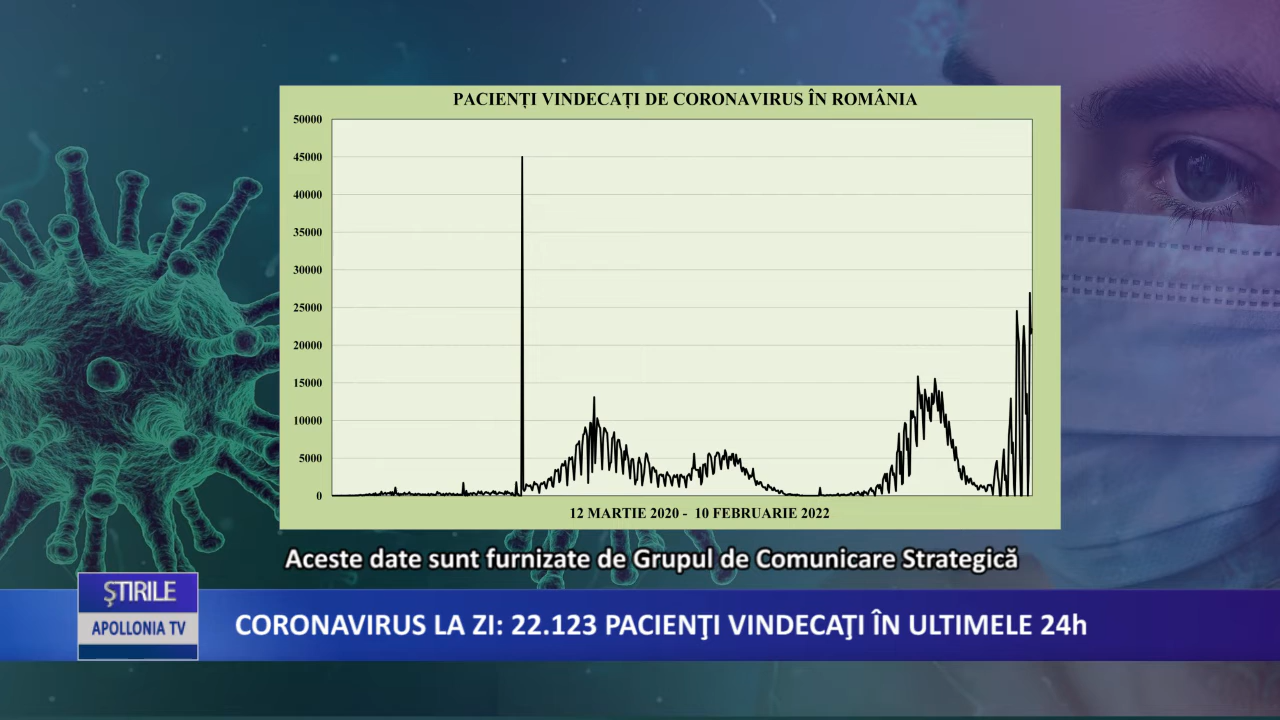 PACIENȚI VINDECAȚI DE CORONAVIRUS ÎN ROMÂNIA
50000
45000
40000
35000
30000
25000
20000
15000
10000
5000
0
12 MARTIE 2020 - 10 FEBRUARIE 2022
Aceste date sunt furnizate de Grupul de Comunicare Strategică
ŞTIRILE
APOLLONIA TV
CORONAVIRUS LA ZI: 22.123 PACIENŢI VINDECAŢI ÎN ULTIMELE 24h